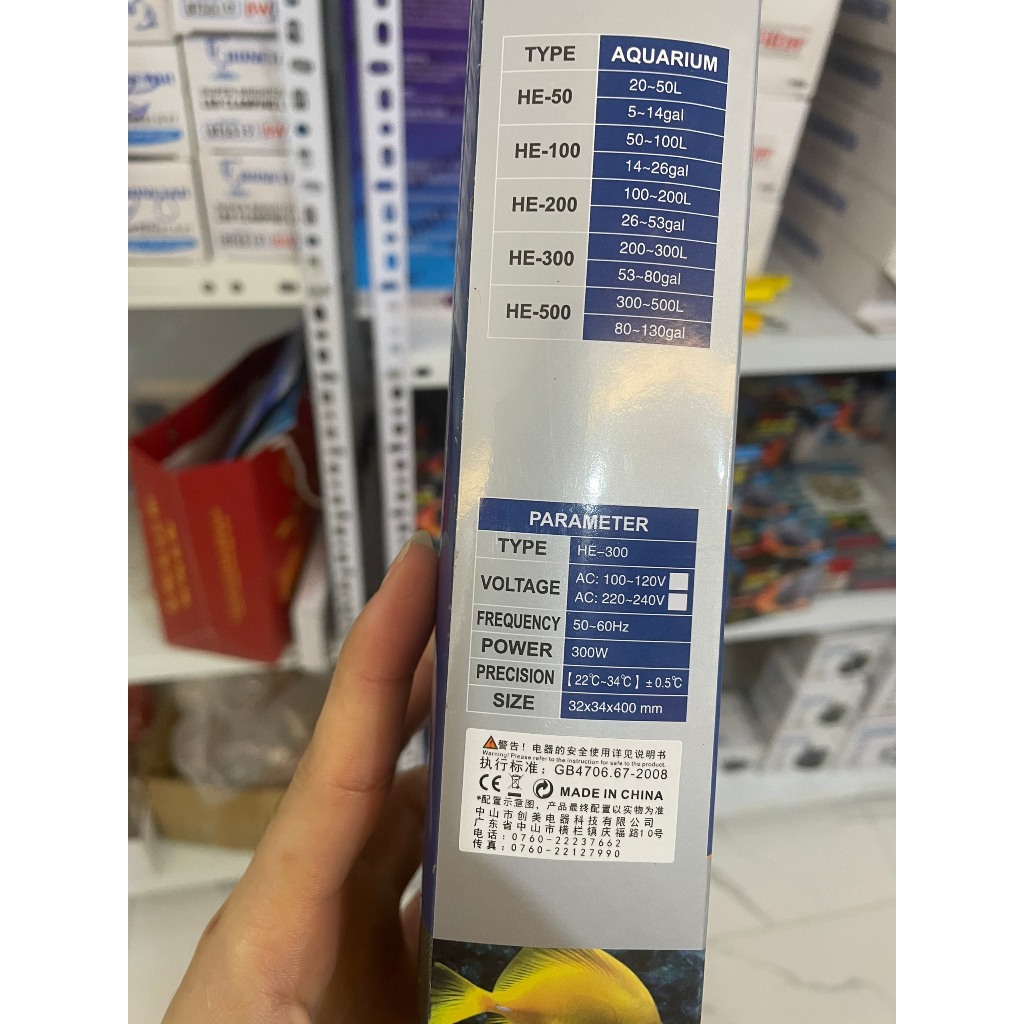 TYPE AQUARIUM
HE-50 20~50L
5~14gal
HE-100 50~100L
14~26gal
HE-200 100~200L
26~53gal
HE-300 200~300L
53~80gal
HE-500 300~500L
80~130gal
PARAMETER
TYPE HE-300
VOLTAGE AC: 100~120V
AC: 220~240V
FREQUENCY 50~60Hz
POWER 300W
PRECISION 【22℃~34℃】±0.5℃
SIZE 32x34x400 mm
警告！电器的安全使用详见说明书
Warning! Please refer to the instruction for safe to the product.
执行标准：GB4706.67-2008
CE MADE IN CHINA
*配置示意图，产品最终配置以实物为准
中山市创美电器科技有限公司
广东省中山市横栏镇庆福路10号
电话：0760-22237662
传真：0760-22127990